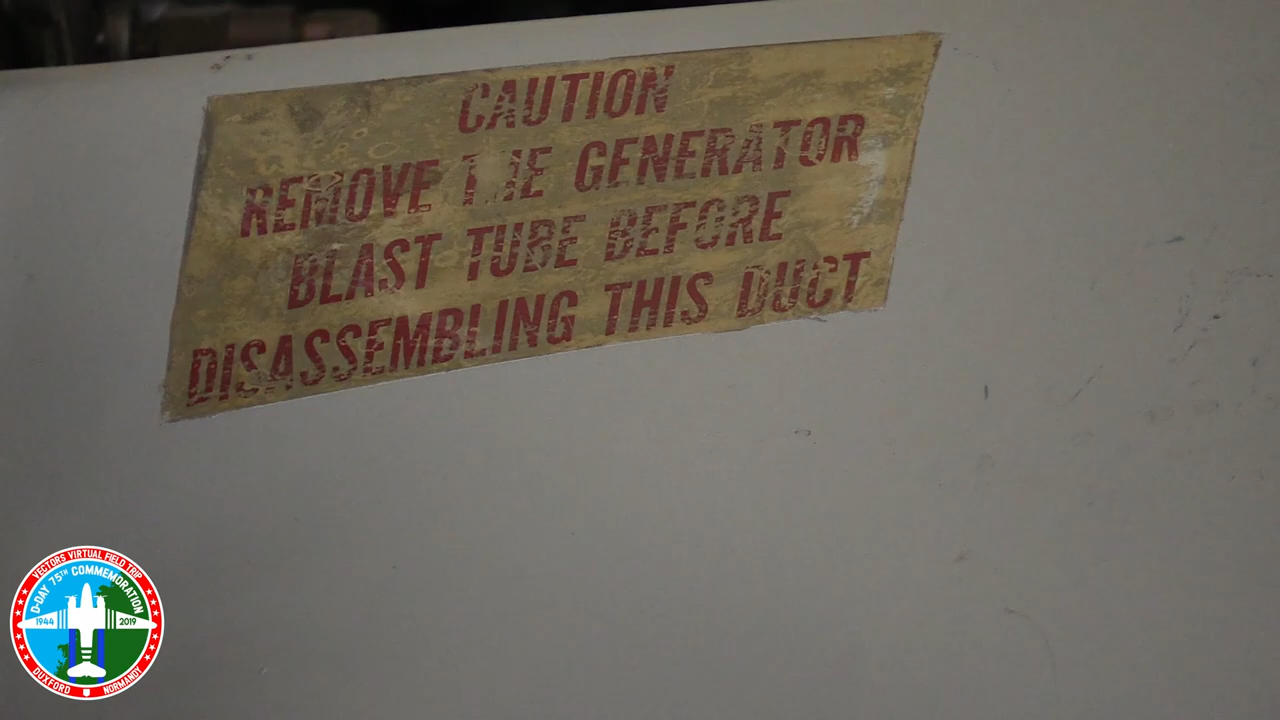 CAUTION
REMOVE THE GENERATOR
BLAST TUBE BEFORE
DISASSEMBLING THIS DUCT
VECTORS VIRTUAL FIELD TRIP
D-DAY 75TH COMMEMORATION
1944 2019
DUXFORD NORMANDY